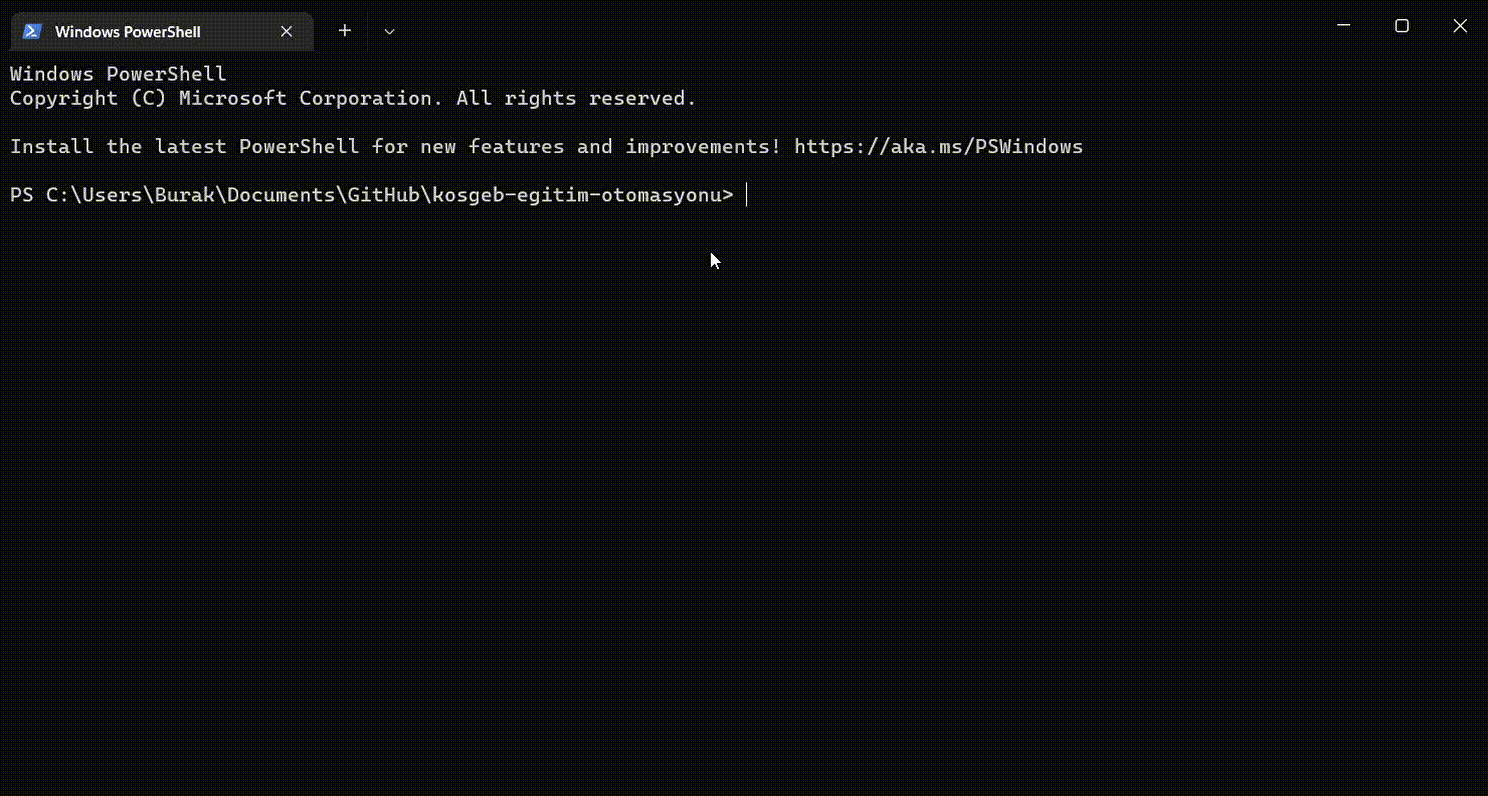 Windows PowerShell
Windows PowerShell
Copyright (C) Microsoft Corporation. All rights reserved.
Install the latest PowerShell for new features and improvements! https://aka.ms/PSWindows
PS C:\Users\Burak\Documents\GitHub\kosgeb-egitim-otomasyonu>